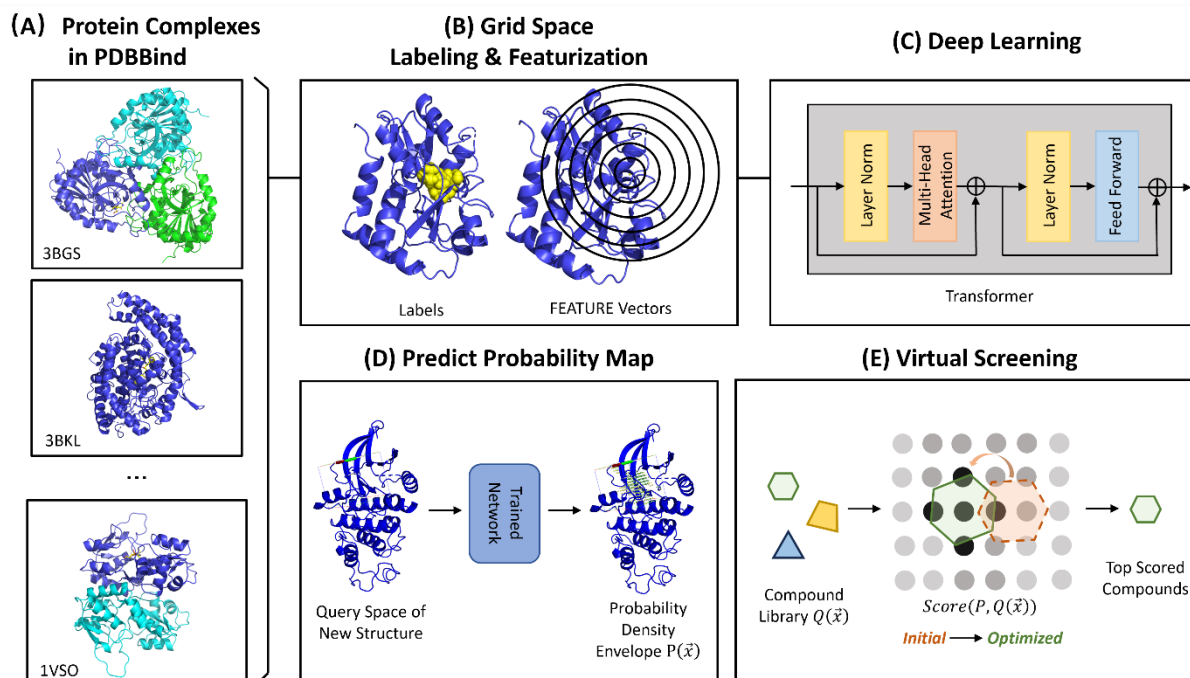 (A) Protein Complexes
in PDBBind
3BGS
3BKL
...
1VSO
(B) Grid Space
Labeling & Featurization
Labels
FEATURE Vectors
(C) Deep Learning
Layer Norm
Multi-Head
Attention
Layer Norm
Feed Forward
Transformer
(D) Predict Probability Map
Query Space of
New Structure
Trained
Network
Probability
Density
Envelope P(x⃗)
(E) Virtual Screening
Compound
Library Q(x⃗)
Score(P, Q(x⃗))
Initial → Optimized
Top Scored
Compounds